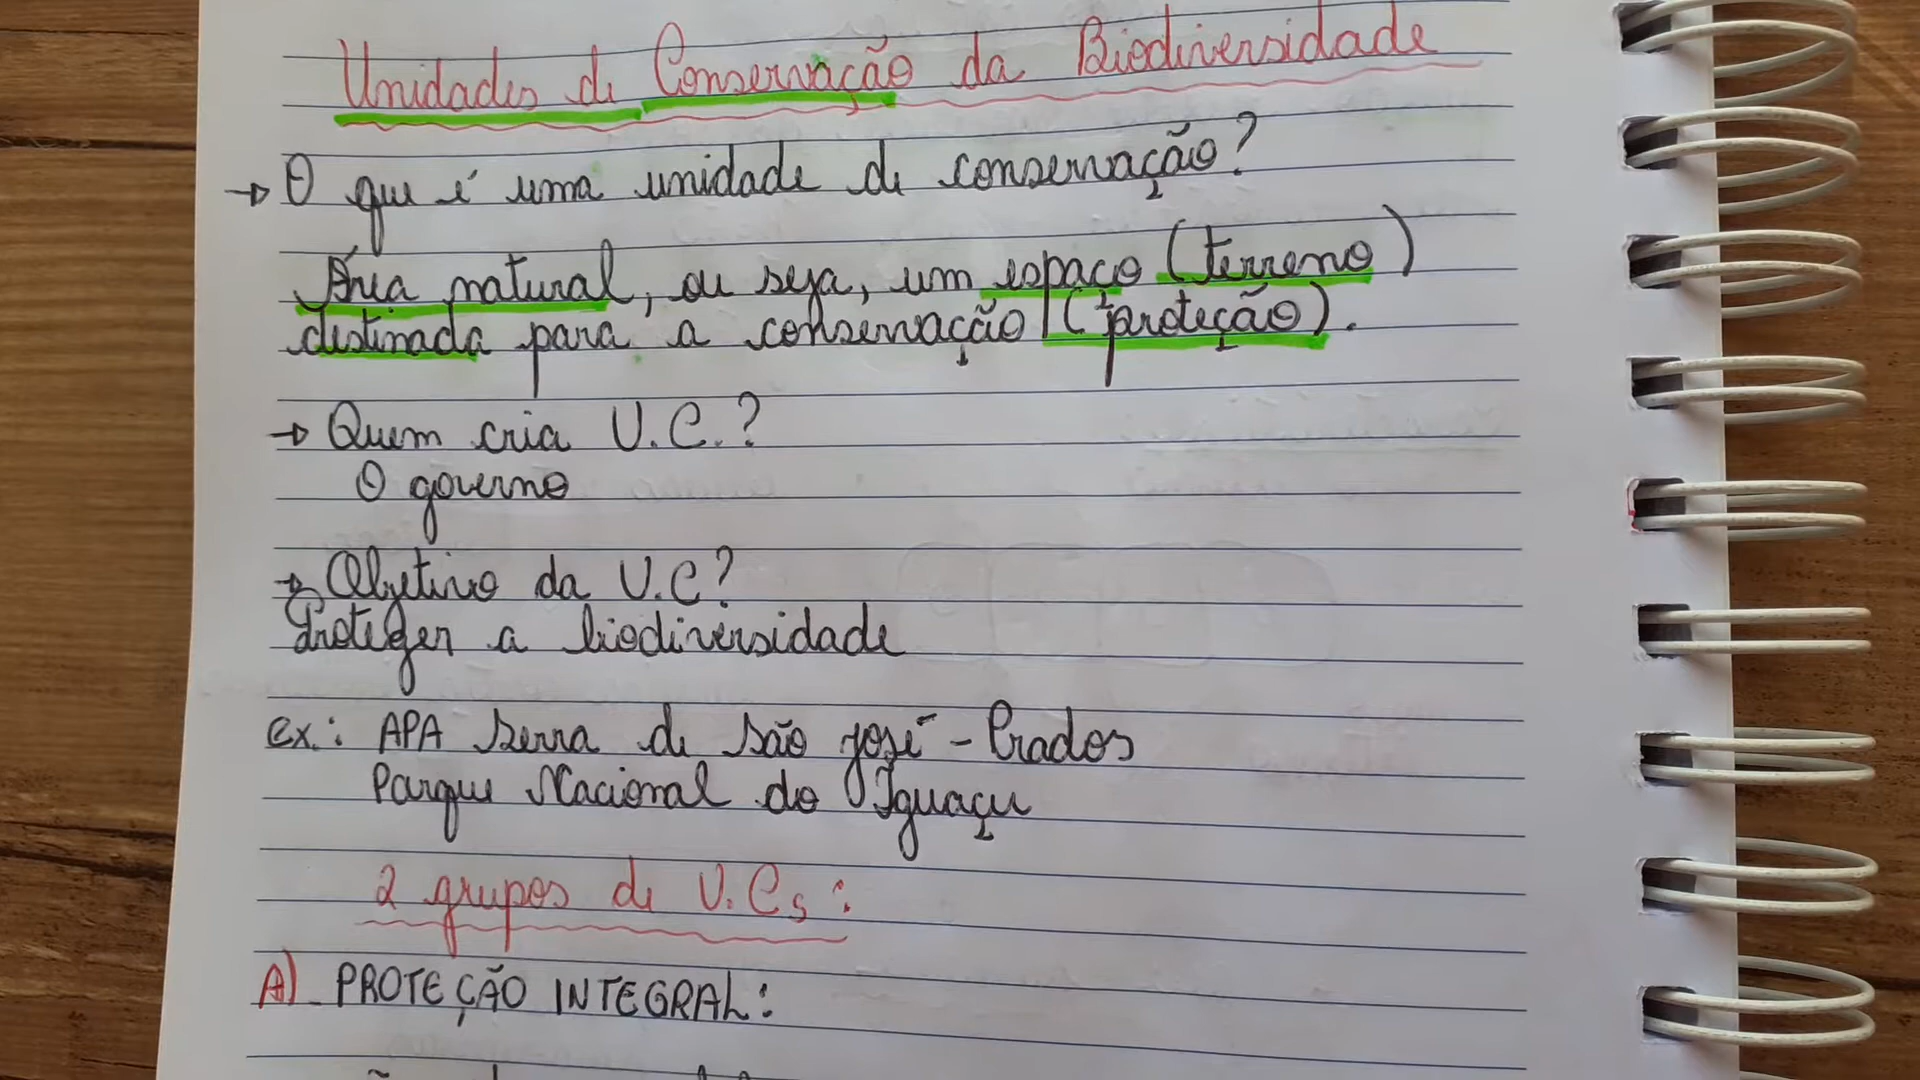 Unidades de Conservação da Biodiversidade
→ O que é uma unidade de conservação?
Área natural, ou seja, um espaço (terreno)
destinada para a conservação (proteção).
→ Quem cria U.C.?
O governo
→ Objetivo da U.C?
Proteger a biodiversidade
ex.: APA Serra de São José - Prados
Parque Nacional do Iguaçu
2 grupos de U.Cs:
A) PROTEÇÃO INTEGRAL: